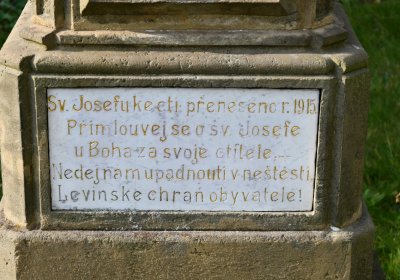 Sv. Josefu ke cti přeneseno r. 1915
Přimlouvej se o sv. Josefe
u Boha za svoje ctitele....
Nedej nám upadnouti v neštěstí,
Levínské chraň obyvatele!